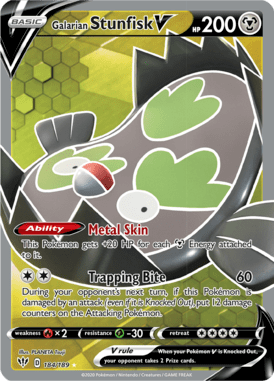 BASIC
Galarian Stunfisk V HP 200
Ability Metal Skin
This Pokémon gets +20 HP for each Energy attached
to it.
Trapping Bite 60
During your opponent's next turn, if this Pokémon is
damaged by an attack (even if it is Knocked Out), put 12 damage
counters on the Attacking Pokémon.
weakness × 2 resistance -30 retreat
Illus. PLANETA Tsuji
V rule When your Pokémon V is Knocked Out,
your opponent takes 2 Prize cards.
D 184/189
©2020 Pokémon / Nintendo / Creatures / GAME FREAK